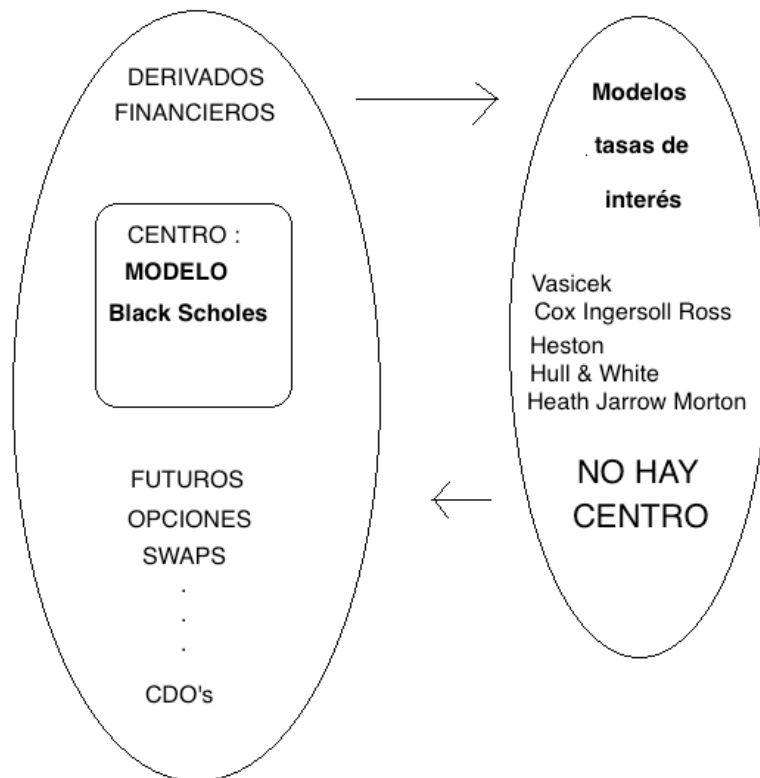 DERIVADOS
FINANCIEROS
CENTRO :
MODELO
Black Scholes
FUTUROS
OPCIONES
SWAPS
.
.
.
CDO's
Modelos
tasas de
interés
Vasicek
Cox Ingersoll Ross
Heston
Hull & White
Heath Jarrow Morton
NO HAY
CENTRO